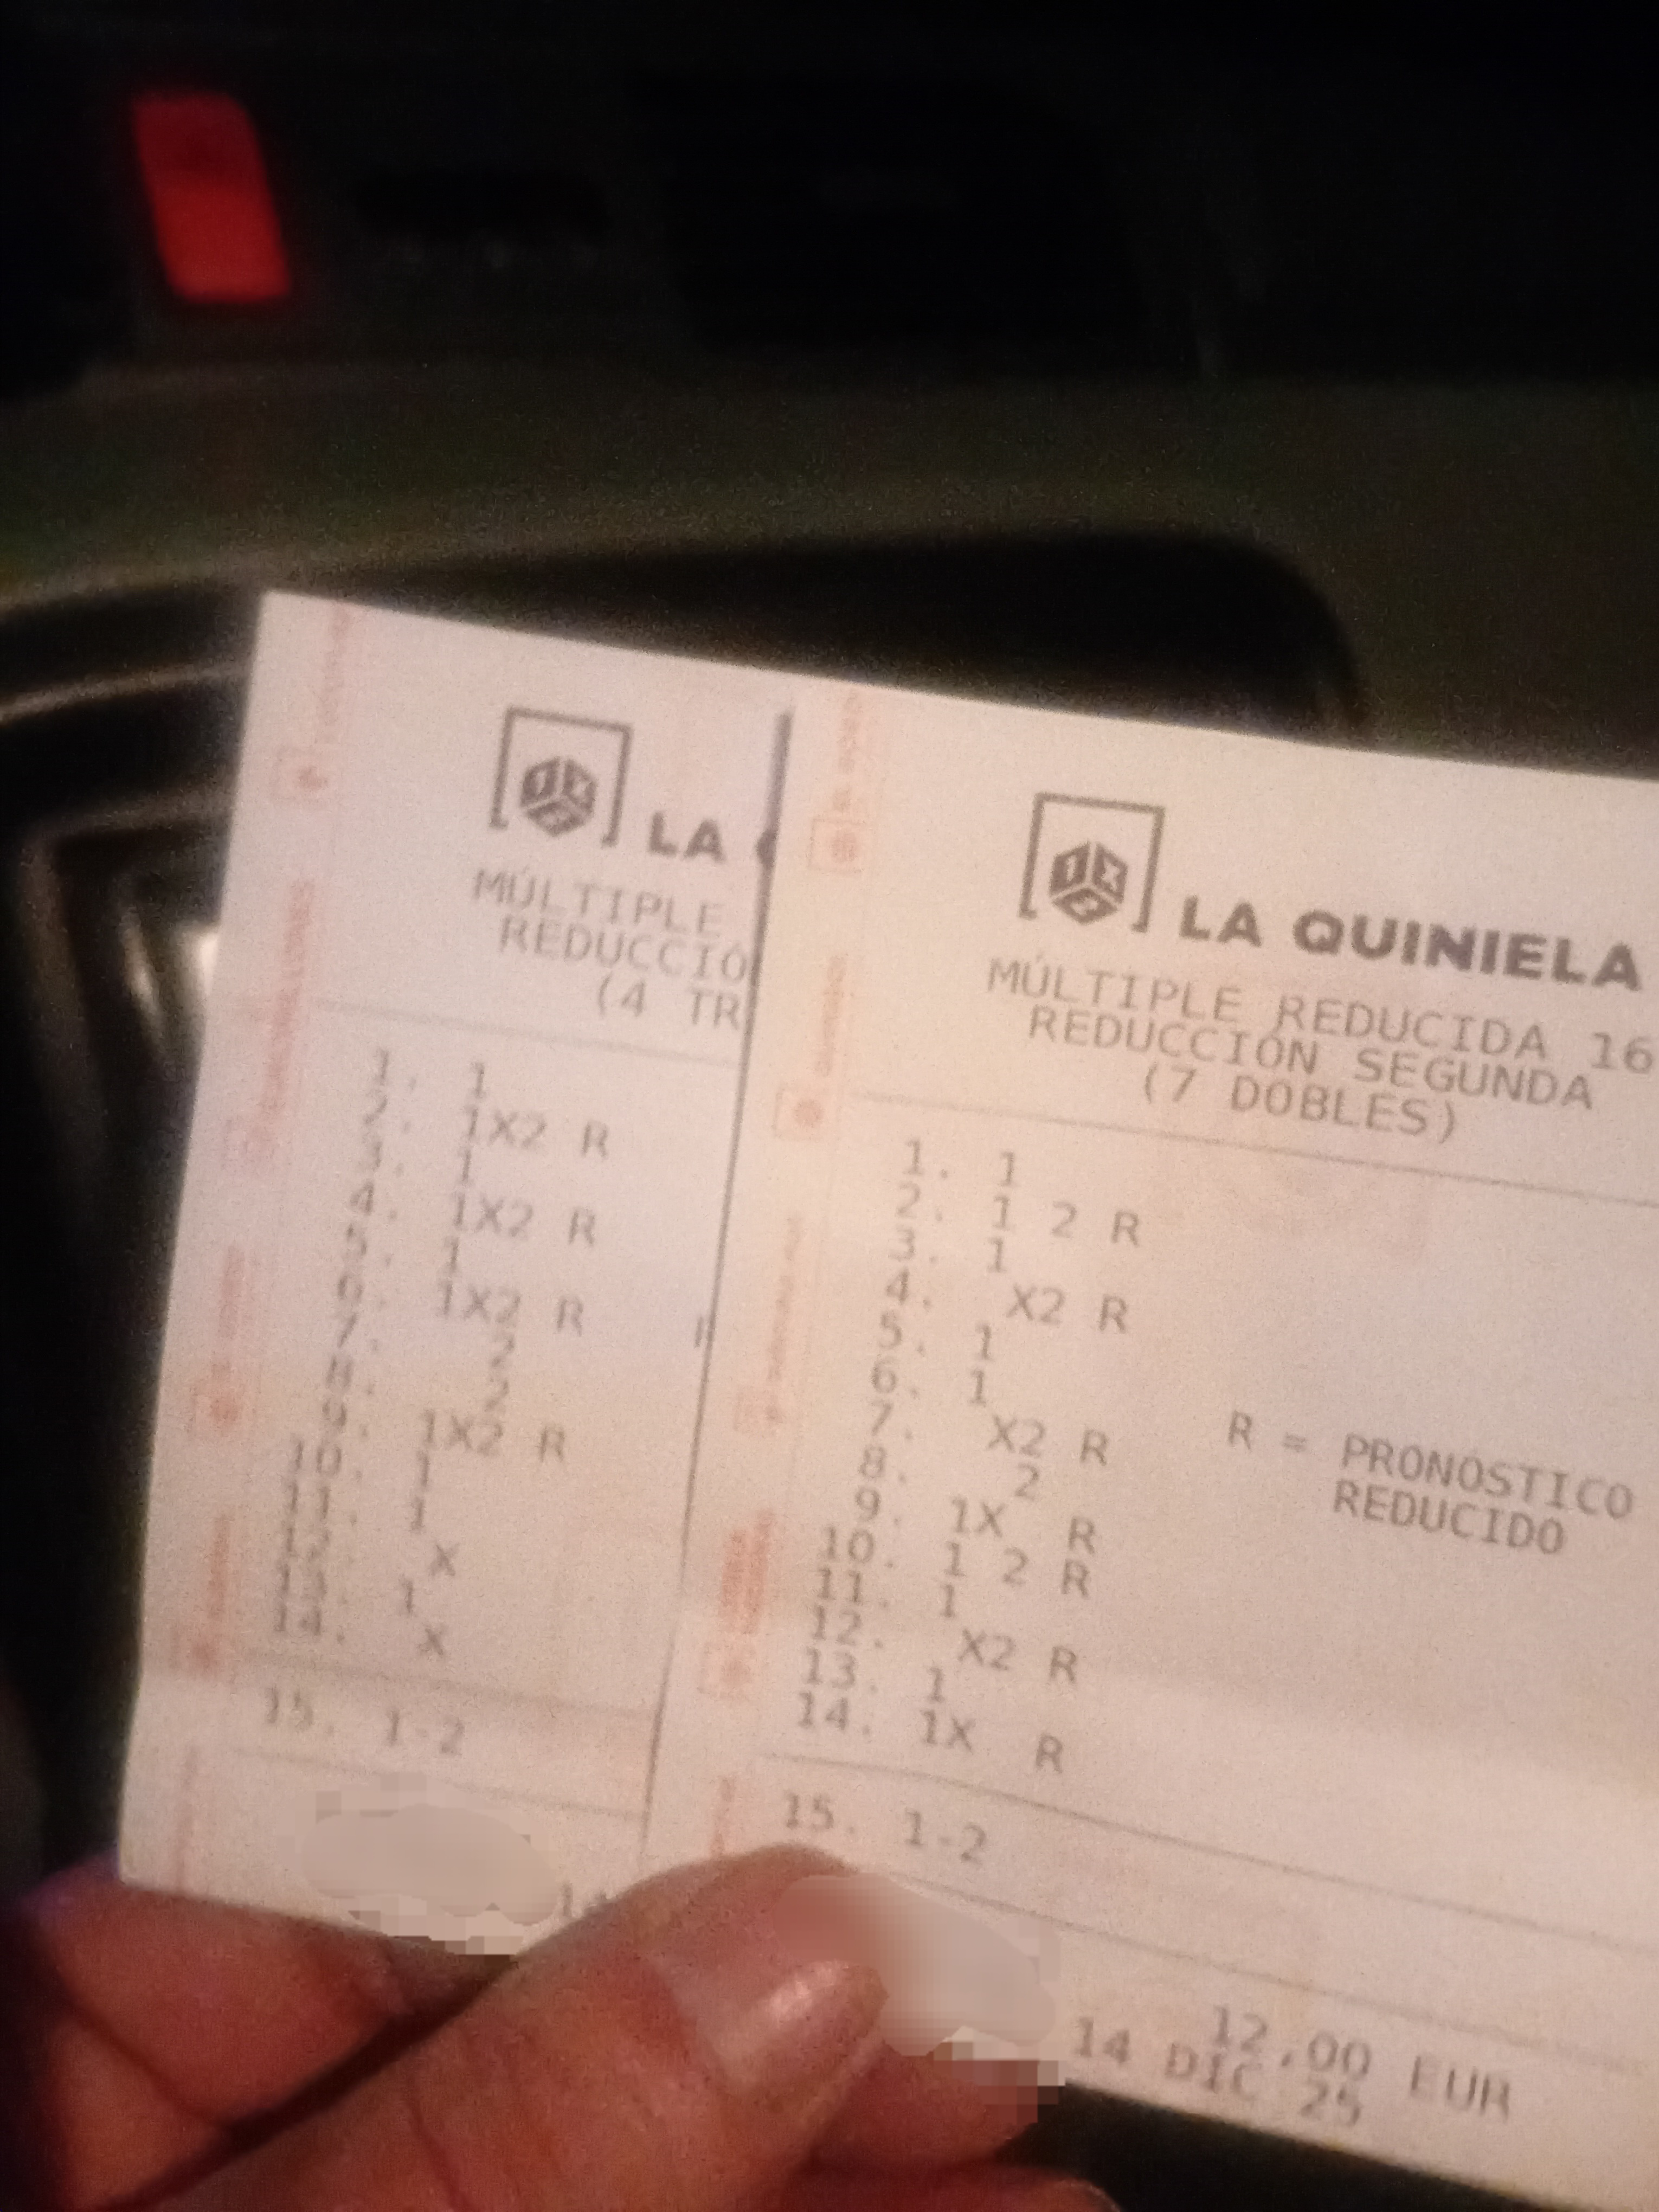 LA
MÚLTIPLE
REDUCCIÓ
(4 TR
1. 1
2. 1X2 R
3. 1
4. 1X2 R
5. 1
6. 1X2 R
7. 2
8. 2
9. 1X2 R
10. 1
11. 1
12. X
13. 1
14. X
15. 1-2
LA QUINIELA
MÚLTIPLE REDUCIDA 16
REDUCCIÓN SEGUNDA
(7 DOBLES)
1. 1
2. 1 2 R
3. 1
4. X2 R
5. 1
6. 1
7. X2 R
8. 2
9. 1X R
10. 1 2 R
11. 1
12. X2 R
13. 1
14. 1X R
R = PRONÓSTICO
REDUCIDO
15. 1-2
12,00 EUR
14 DIC 25